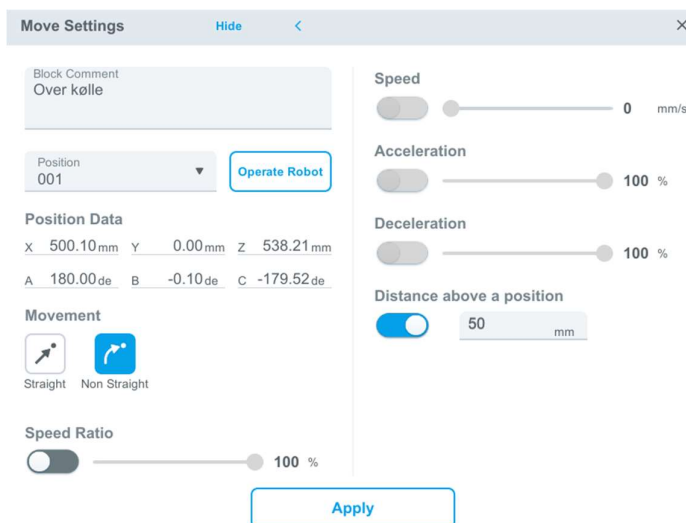 Move Settings
Hide
Block Comment
Over kølle
Position
001
Operate Robot
Position Data
X 500.10 mm Y 0.00 mm Z 538.21 mm
A 180.00 de B -0.10 de C -179.52 de
Movement
Straight Non Straight
Speed Ratio
100 %
Speed
0 mm/s
Acceleration
100 %
Deceleration
100 %
Distance above a position
50 mm
Apply